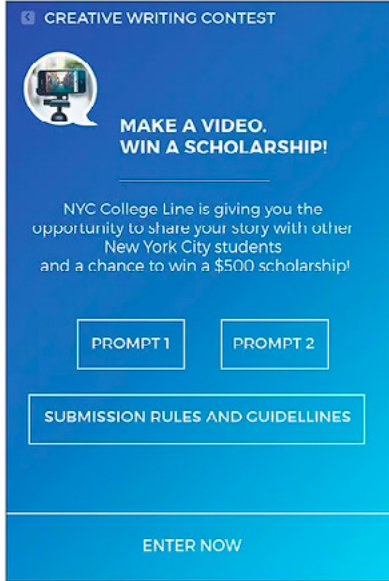 CREATIVE WRITING CONTEST
MAKE A VIDEO.
WIN A SCHOLARSHIP!
NYC College Line is giving you the
opportunity to share your story with other
New York City students
and a chance to win a $500 scholarship!
PROMPT 1
PROMPT 2
SUBMISSION RULES AND GUIDELLINES
ENTER NOW